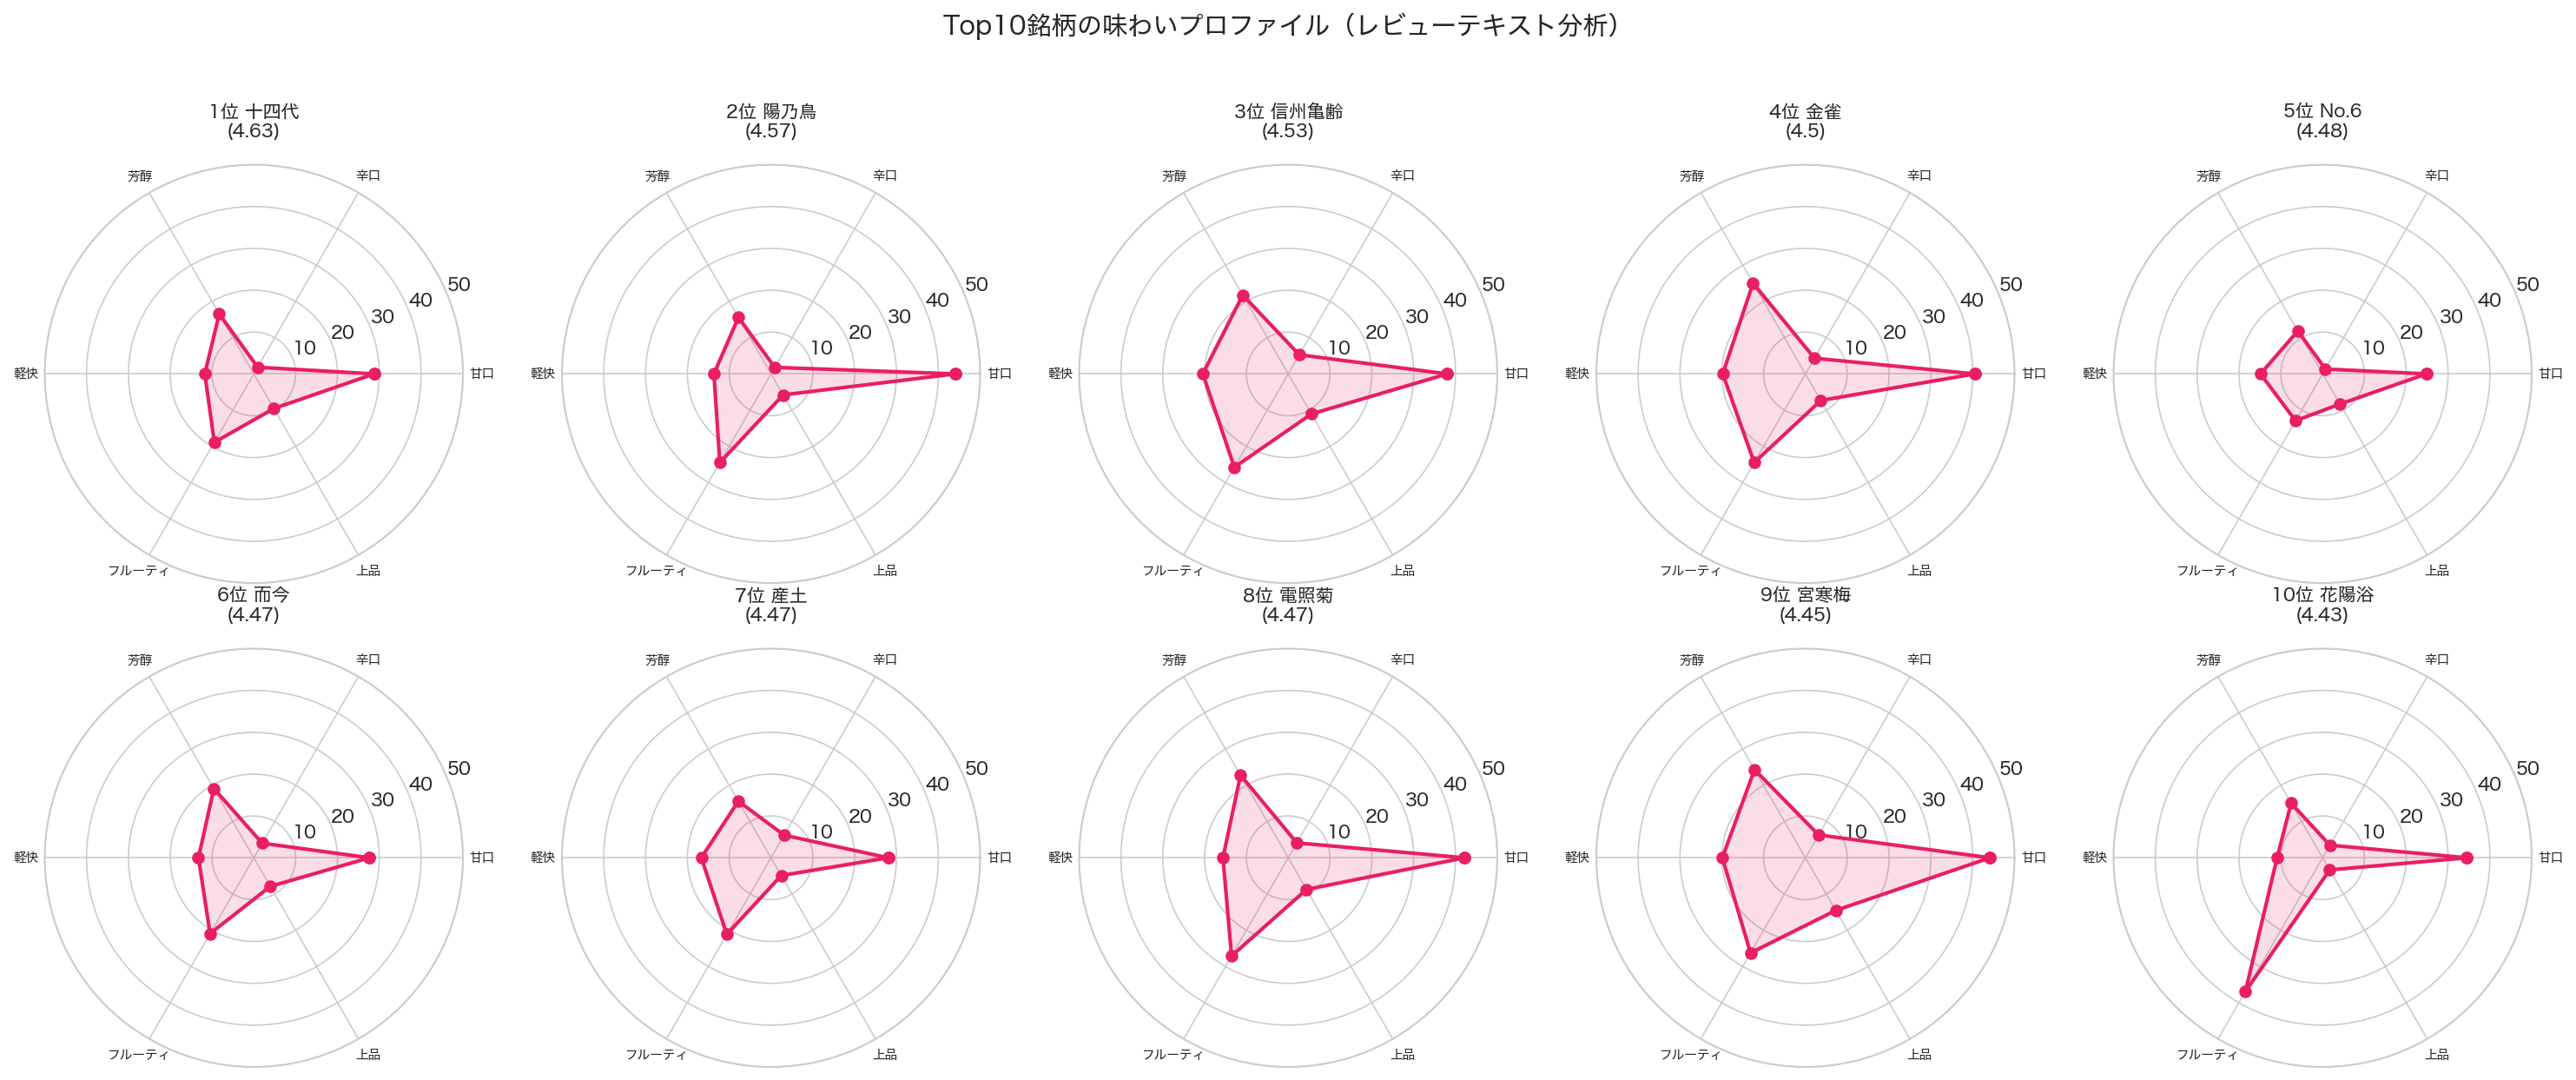 Top10銘柄の味わいプロファイル（レビューテキスト分析）
1位 十四代
(4.63)
芳醇
辛口
軽快
甘口
フルーティ
上品
10
20
30
40
50
2位 陽乃鳥
(4.57)
芳醇
辛口
軽快
甘口
フルーティ
上品
10
20
30
40
50
3位 信州亀齢
(4.53)
芳醇
辛口
軽快
甘口
フルーティ
上品
10
20
30
40
50
4位 金雀
(4.5)
芳醇
辛口
軽快
甘口
フルーティ
上品
10
20
30
40
50
5位 No.6
(4.48)
芳醇
辛口
軽快
甘口
フルーティ
上品
10
20
30
40
50
6位 而今
(4.47)
芳醇
辛口
軽快
甘口
フルーティ
上品
10
20
30
40
50
7位 産土
(4.47)
芳醇
辛口
軽快
甘口
フルーティ
上品
10
20
30
40
50
8位 電照菊
(4.47)
芳醇
辛口
軽快
甘口
フルーティ
上品
10
20
30
40
50
9位 宮寒梅
(4.45)
芳醇
辛口
軽快
甘口
フルーティ
上品
10
20
30
40
50
10位 花陽浴
(4.43)
芳醇
辛口
軽快
甘口
フルーティ
上品
10
20
30
40
50